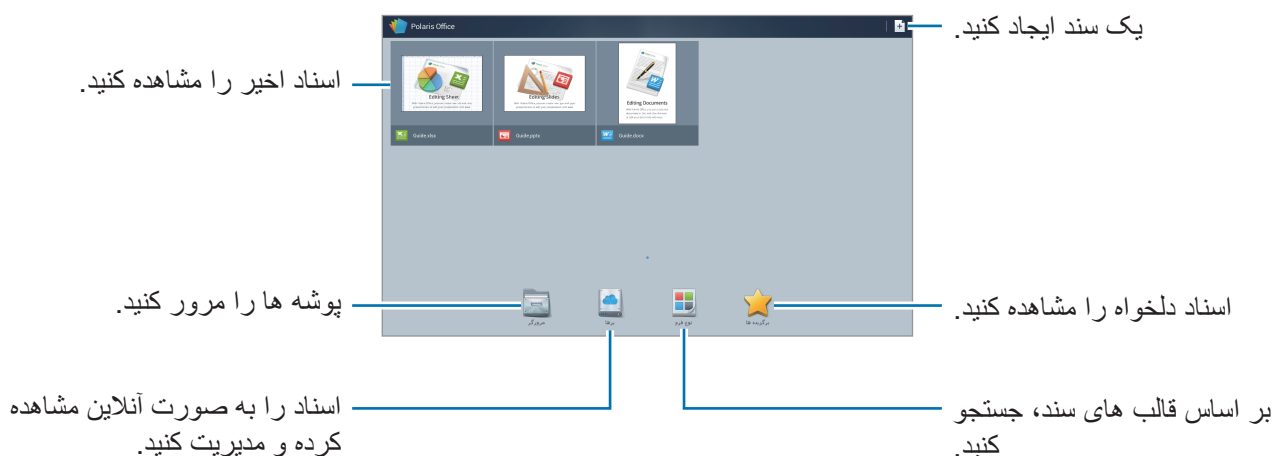 Polaris Office
یک سند ایجاد کنید.
اسناد اخیر را مشاهده کنید.
Editing Sheet
Editing Slides
Editing Documents
Guide.xlsx
Guide.pptx
Guide.docx
پوشه ها را مرور کنید.
مرورگر
ابرها
نوع فرم
برگزیده ها
اسناد دلخواه را مشاهده کنید.
اسناد را به صورت آنلاین مشاهده
کرده و مدیریت کنید.
بر اساس قالب های سند، جستجو
کنید.